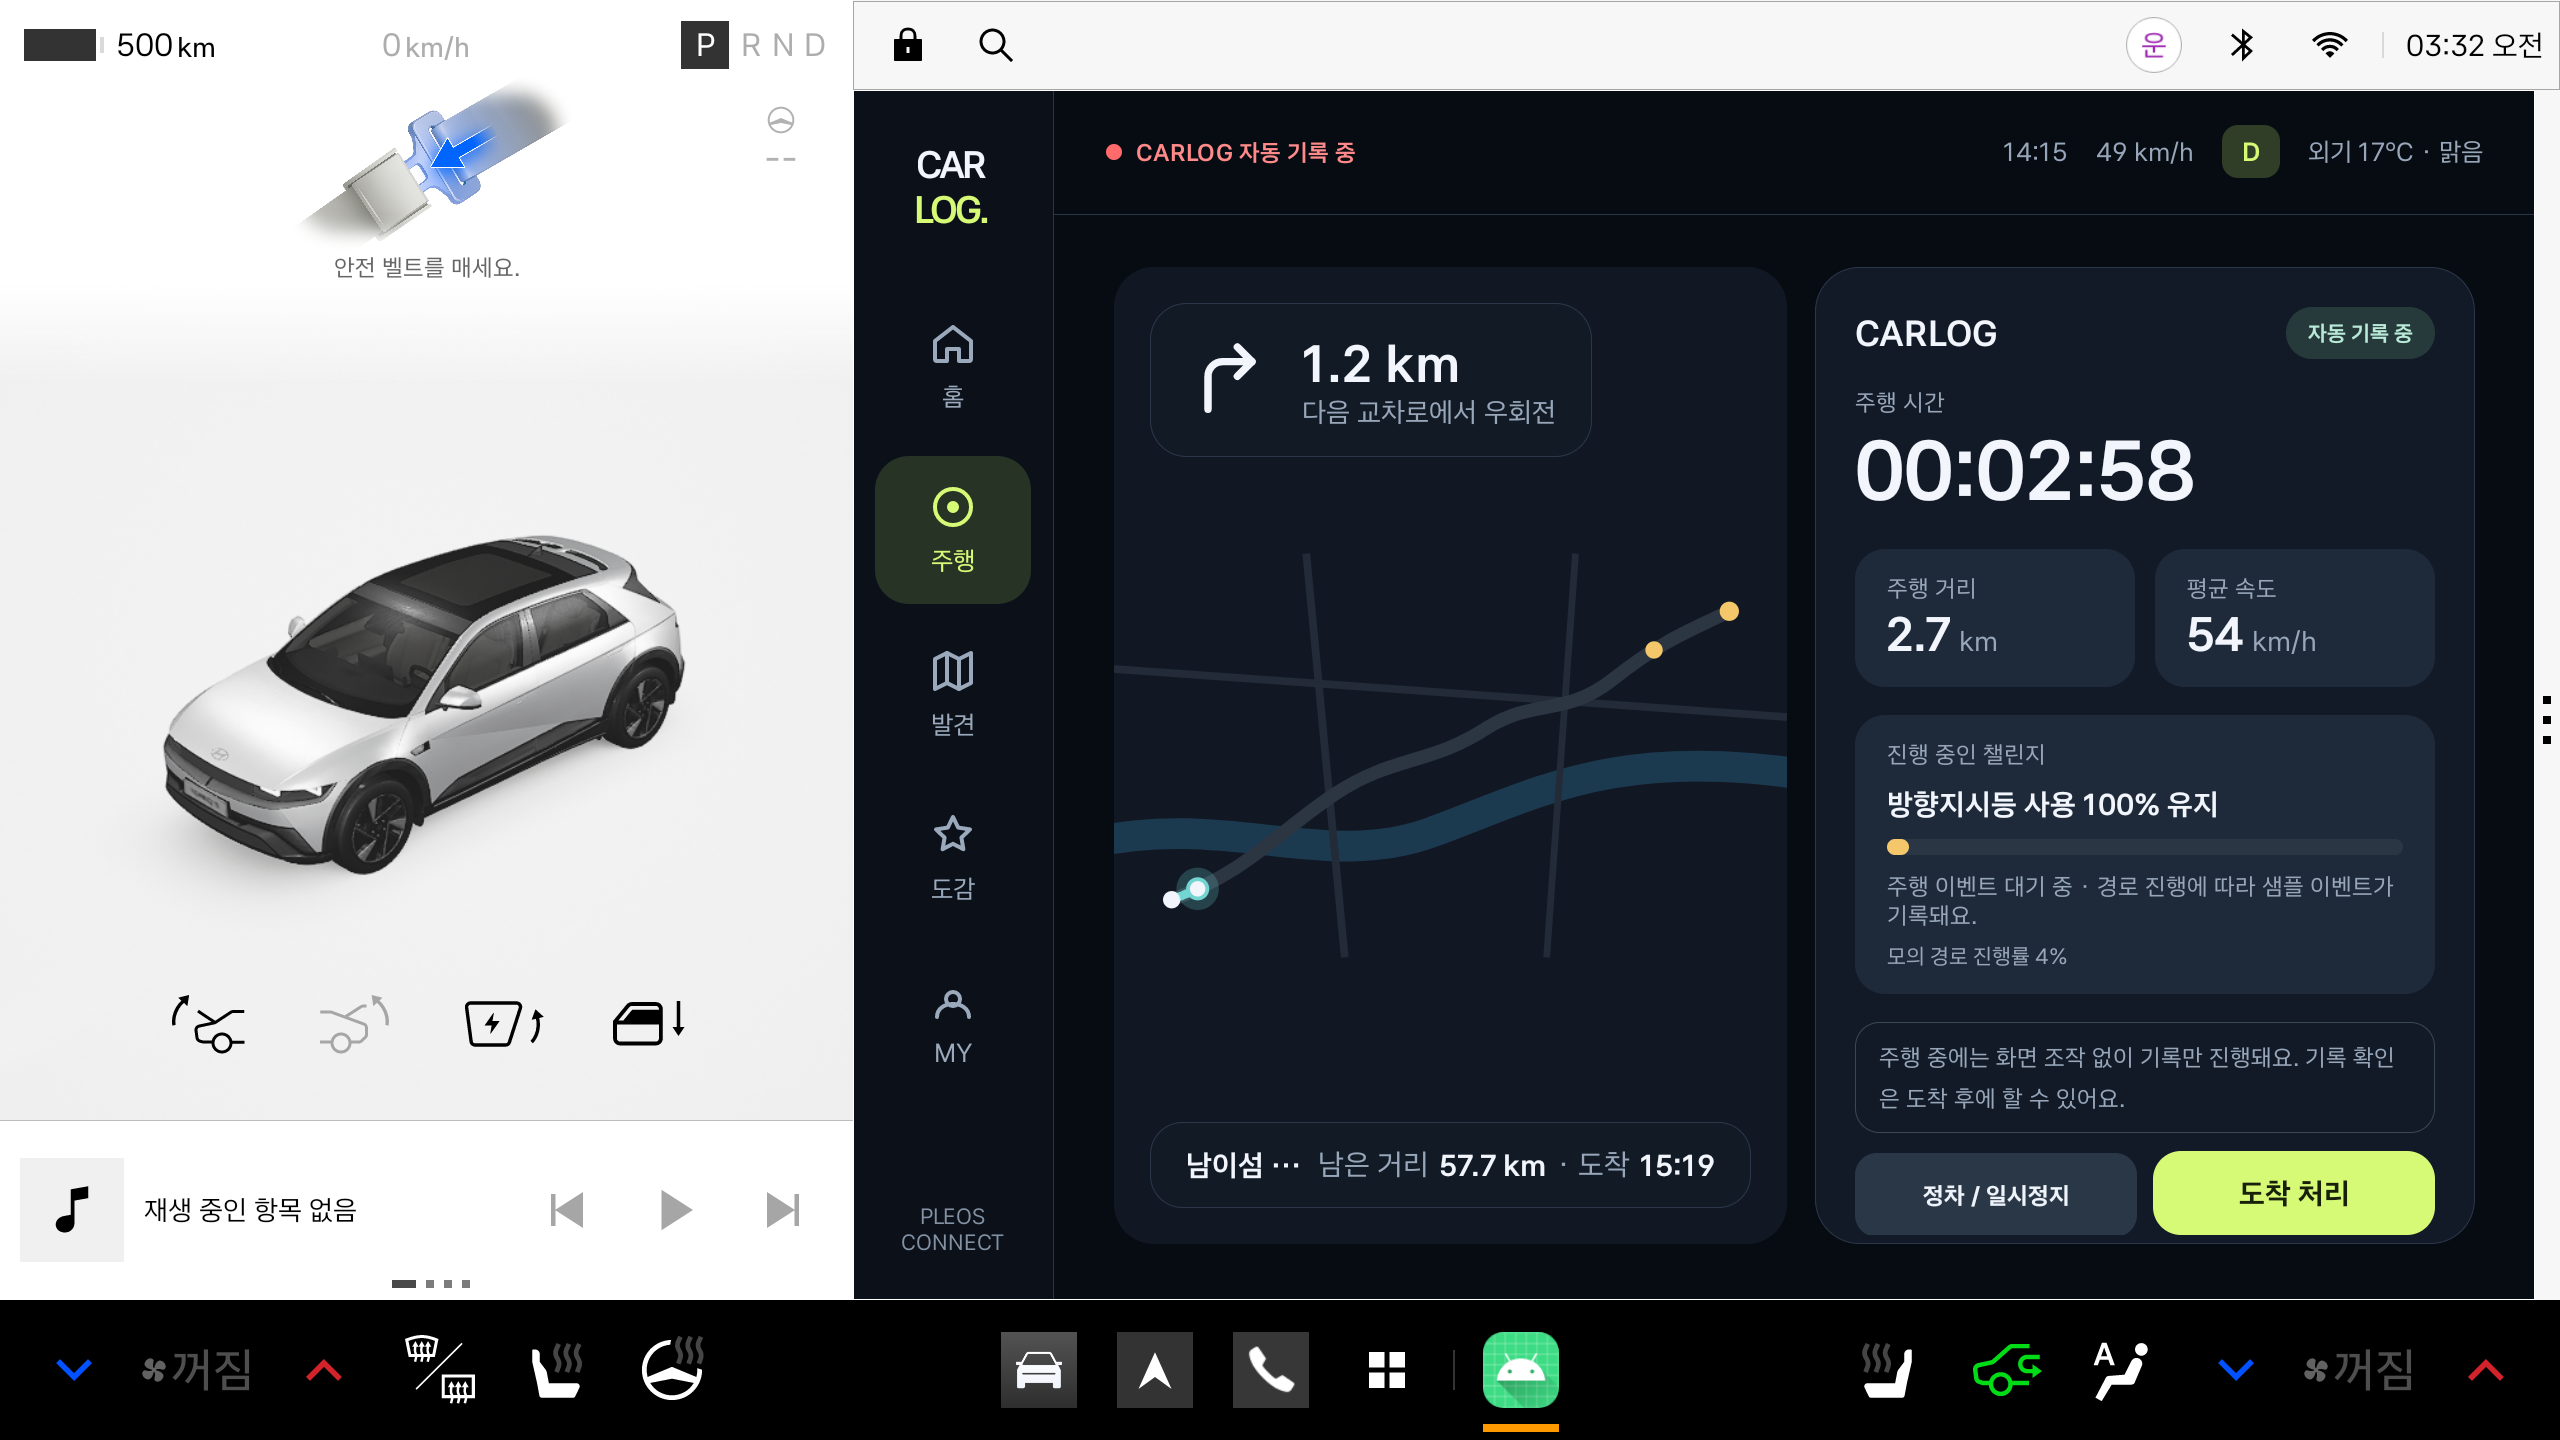 500 km
0 km/h
P R N D
안전 벨트를 매세요.
--
재생 중인 항목 없음
운
03:32 오전
CAR
LOG.
홈
주행
발견
도감
MY
PLEOS
CONNECT
CARLOG 자동 기록 중
14:15 49 km/h D 외기 17°C · 맑음
1.2 km
다음 교차로에서 우회전
남이섬 ··· 남은 거리 57.7 km · 도착 15:19
CARLOG
자동 기록 중
주행 시간
00:02:58
주행 거리
2.7 km
평균 속도
54 km/h
진행 중인 챌린지
방향지시등 사용 100% 유지
주행 이벤트 대기 중 · 경로 진행에 따라 샘플 이벤트가
기록돼요.
모의 경로 진행률 4%
주행 중에는 화면 조작 없이 기록만 진행돼요. 기록 확인
은 도착 후에 할 수 있어요.
정차 / 일시정지
도착 처리
꺼짐
A
꺼짐